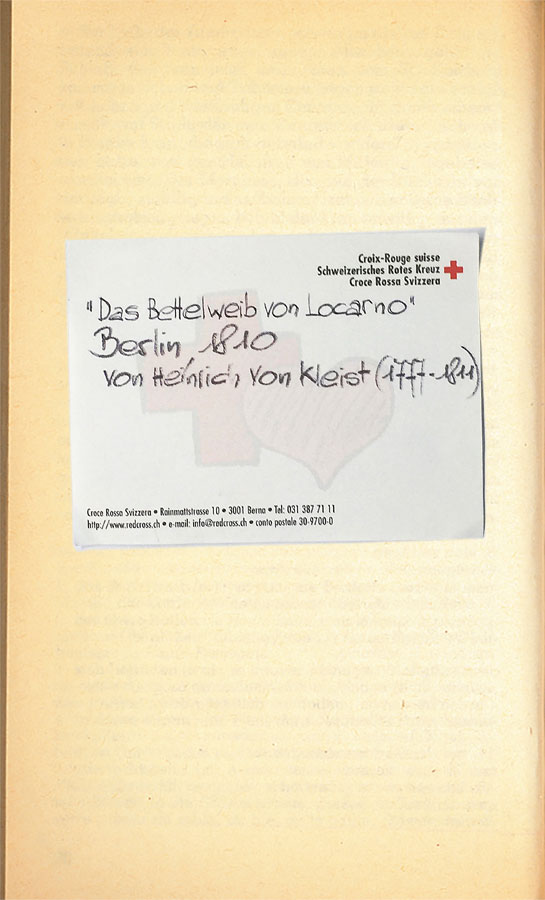 Croix-Rouge suisse
Schweizerisches Rotes Kreuz
Croce Rossa Svizzera
"Das Bettelweib von Locarno"
Berlin, 1810
von Heinrich von Kleist (1777-1811)
Croce Rossa Svizzera • Rainmattstrasse 10 • 3001 Berna • Tel: 031 387 71 11
http://www.redcross.ch • e-mail: info@redcross.ch • conto postale 30-9700-0